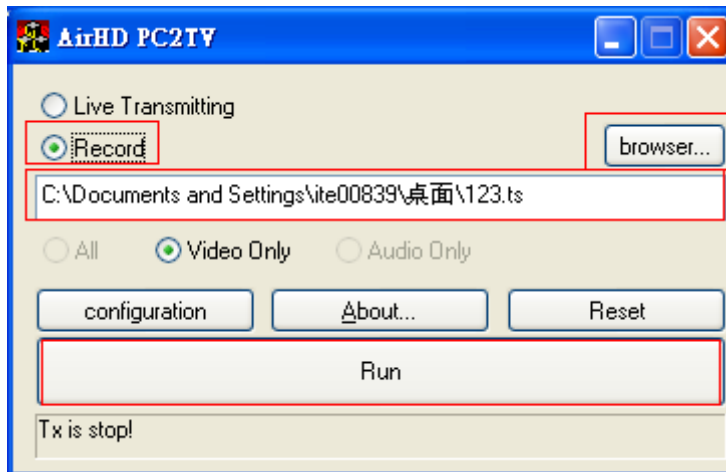 AirHD PC2TV
Live Transmitting
Record
browser...
C:\Documents and Settings\ite00839\桌面\123.ts
All Video Only Audio Only
configuration About... Reset
Run
Tx is stop!